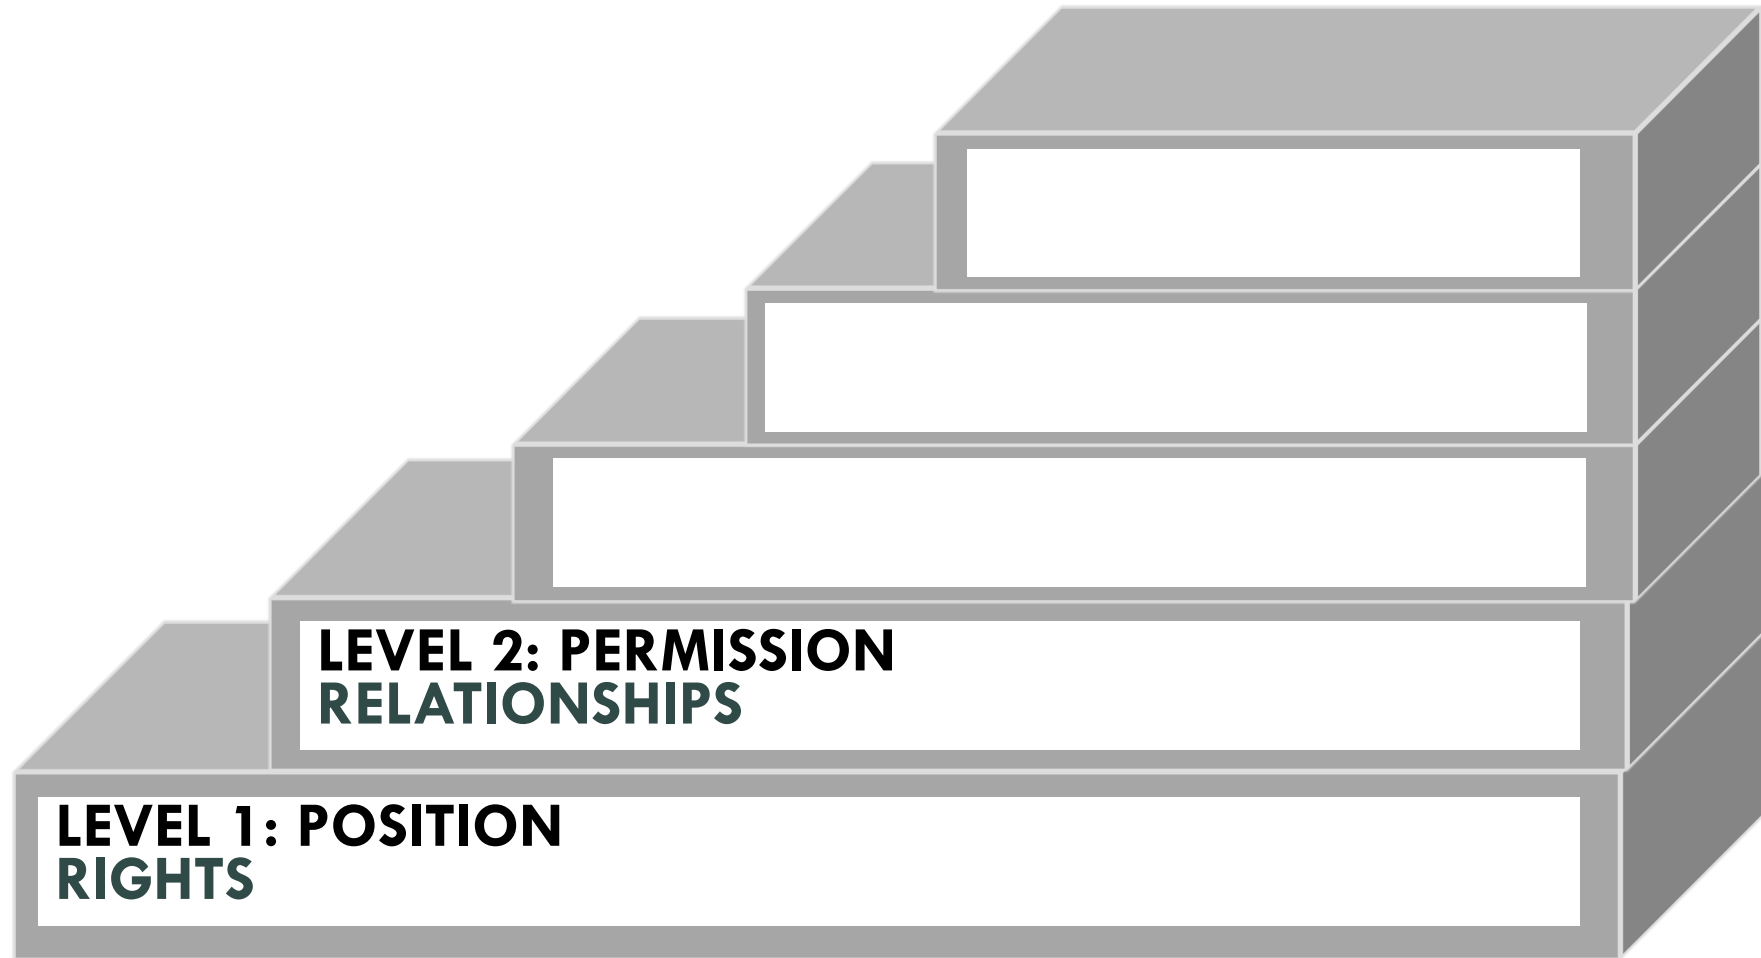 LEVEL 2: PERMISSION
RELATIONSHIPS
LEVEL 1: POSITION
RIGHTS